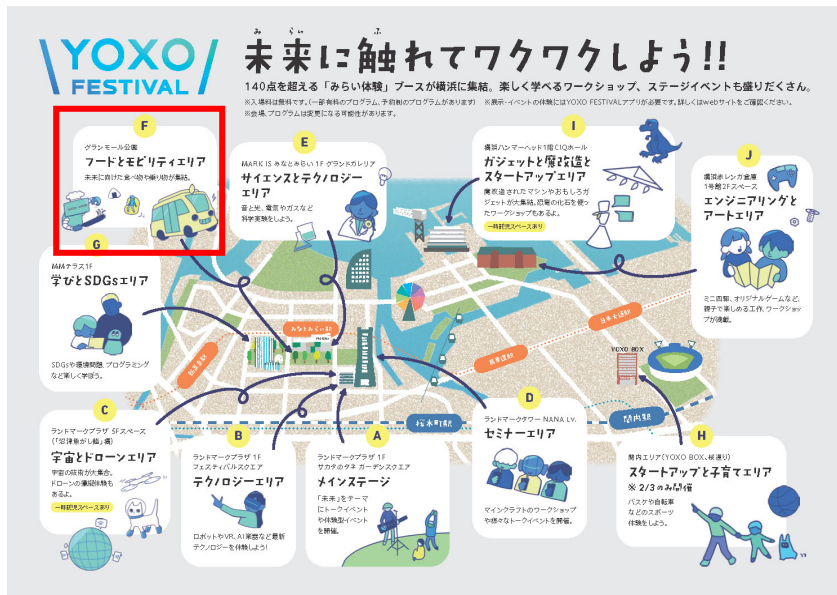 YOXO
FESTIVAL
み らい ふ
未来に触れてワクワクしよう!!
140点を超える「みらい体験」ブースが横浜に集結。楽しく学べるワークショップ、ステージイベントも盛りだくさん。
※入場料は無料です。(一部有料のプログラム、予約制のプログラムがあります) ※展示・イベントの体験にはYOXO FESTIVALアプリが必要です。詳しくはwebサイトをご確認ください。
※会場、プログラムは変更になる可能性があります。
F
グランモール公園
フードとモビリティエリア
未来に向けた食べ物や乗り物が集結。
E
MARK IS みなとみらい 1F グランドガレリア
サイエンスとテクノロジー
エリア
音と光、電気やガスなど
科学実験をしよう。
I
横浜ハンマーヘッド1階CIQホール
ガジェットと魔改造と
スタートアップエリア
魔改造されたマシンやおもしろガ
ジェットが大集結。恐竜の化石を使っ
たワークショップもあるよ。
一時託児スペースあり
J
横浜赤レンガ倉庫
1号館2Fスペース
エンジニアリングと
アートエリア
ミニ四駆、オリジナルゲームなど、
親子で楽しめる工作、ワークショッ
プが満載。
G
MMテラス1F
学びとSDGsエリア
SDGsや環境問題、プログラミング
など楽しく学ぼう。
みなとみらい駅
新高島駅
馬車道駅
日本大通駅
桜木町駅
関内駅
YOXO BOX
C
ランドマークプラザ 5Fスペース
(「沼津魚がし鮨」横)
宇宙とドローンエリア
宇宙の技術が大集合。
ドローンの操縦体験も
あるよ。
一時託児スペースあり
B
ランドマークプラザ 1F
フェスティバルスクエア
テクノロジーエリア
ロボットやVR、AI楽器など最新
テクノロジーを体験しよう!
A
ランドマークプラザ 1F
サカタのタネ ガーデンスクエア
メインステージ
「未来」をテーマ
にトークイベント
や体験型イベント
を開催。
D
ランドマークタワー NANA Lv.
セミナーエリア
マインクラフトのワークショップ
や様々なトークイベントを開催。
H
関内エリア(YOXO BOX、桜通り)
スタートアップと子育てエリア
※ 2/3のみ開催
バスケや自転車
などのスポーツ
体験をしよう。